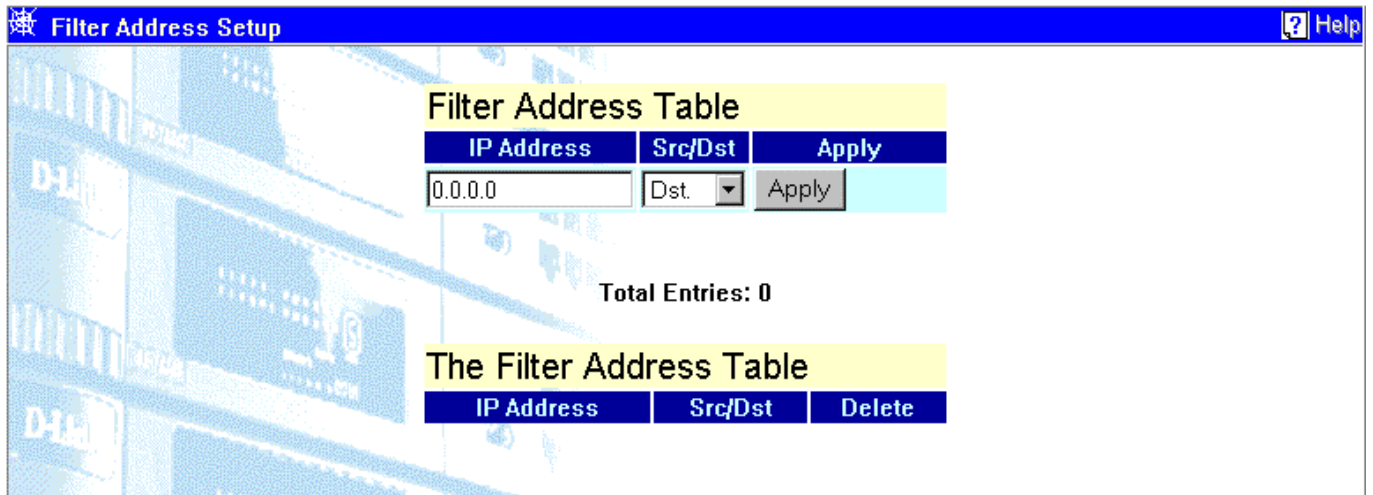 Filter Address Setup
? Help
Filter Address Table
IP Address Src/Dst Apply
0.0.0.0 Dst. Apply
Total Entries: 0
The Filter Address Table
IP Address Src/Dst Delete